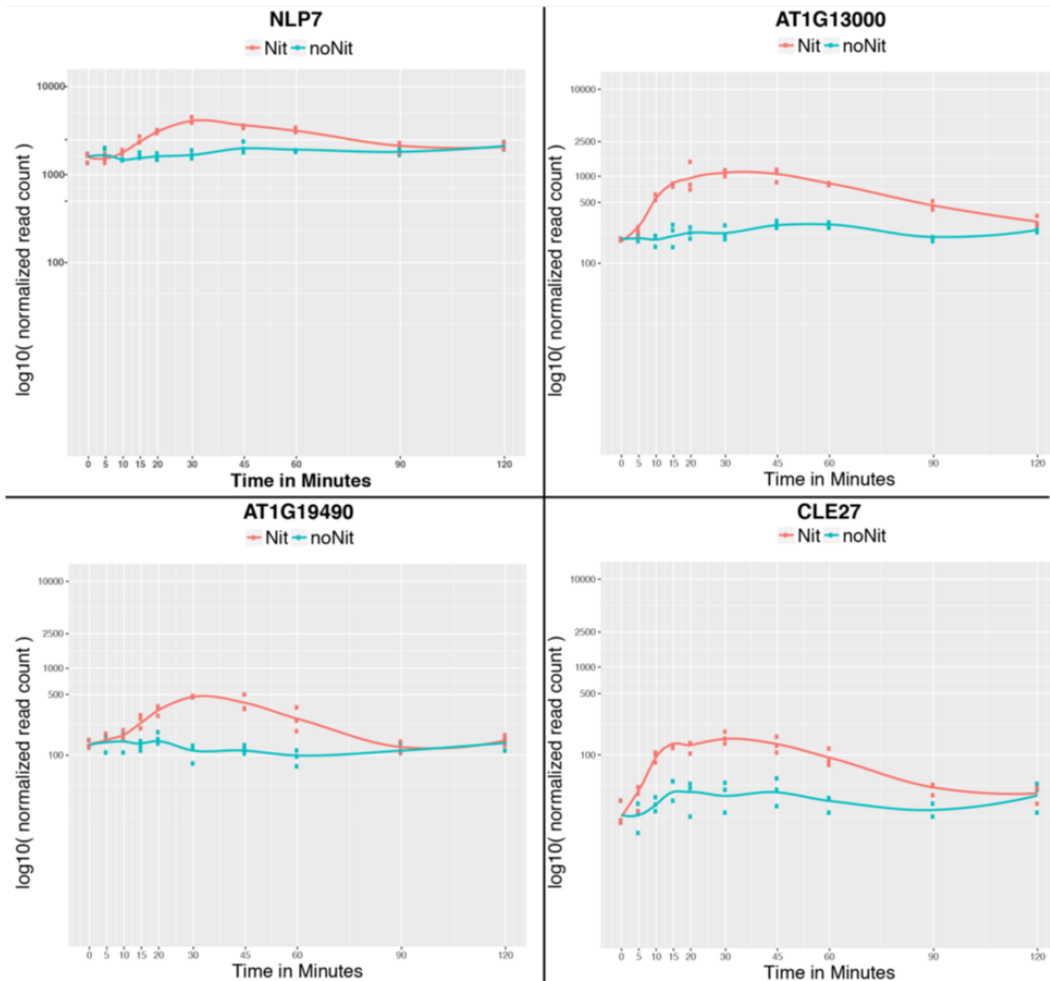 NLP7
Nit noNit
log10( normalized read count )
10000
1000
100
0 5 10 15 20 30 45 60 90 120
Time in Minutes
AT1G13000
Nit noNit
log10( normalized read count )
10000
2500
1000
500
100
0 5 10 15 20 30 45 60 90 120
Time in Minutes
AT1G19490
Nit noNit
log10( normalized read count )
10000
2500
1000
500
100
0 5 10 15 20 30 45 60 90 120
Time in Minutes
CLE27
Nit noNit
log10( normalized read count )
10000
2500
1000
500
100
0 5 10 15 20 30 45 60 90 120
Time in Minutes